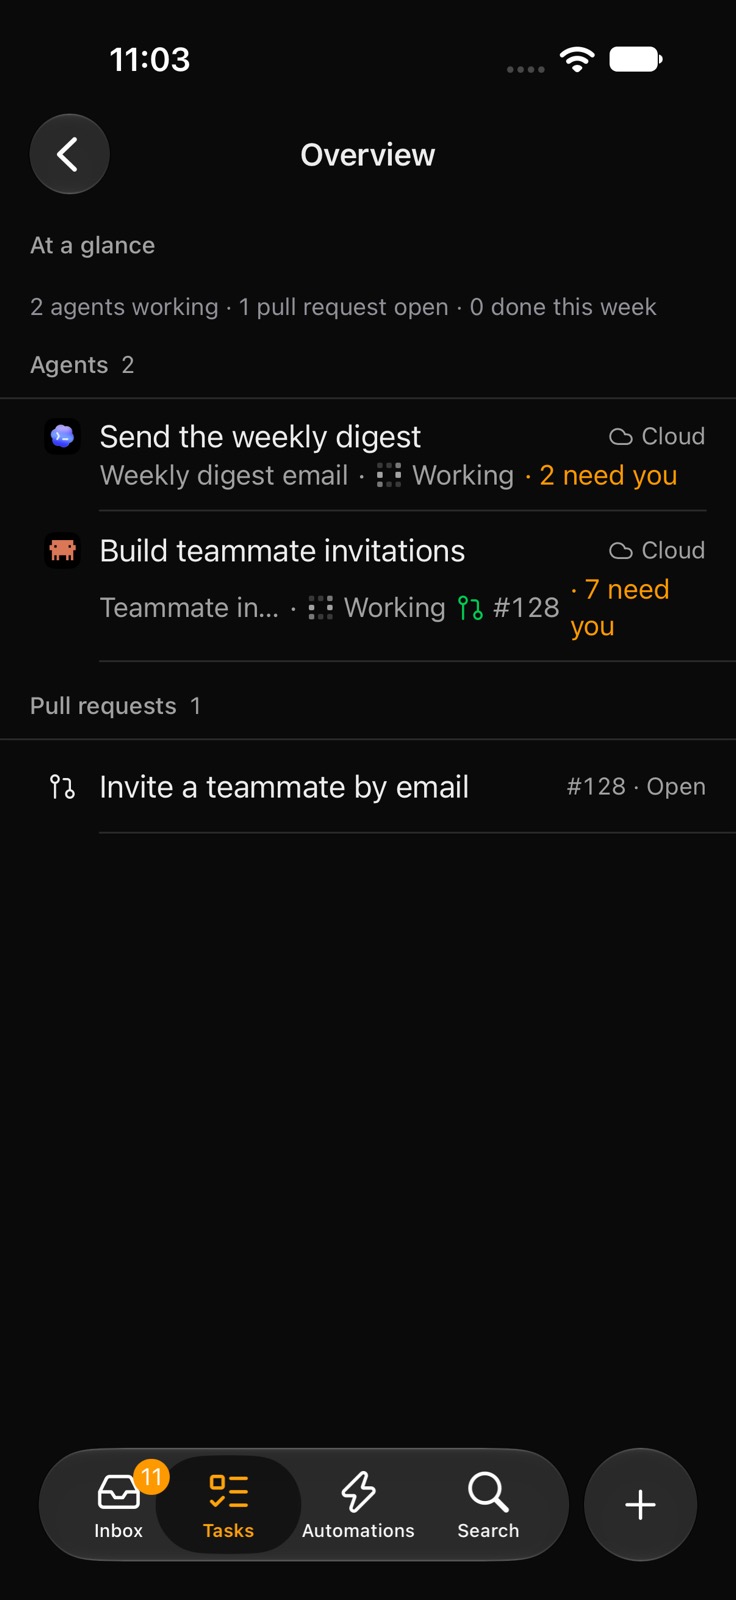 11:03
Overview
At a glance
2 agents working · 1 pull request open · 0 done this week
Agents 2
Send the weekly digest
Cloud
Weekly digest email · Working · 2 need you
Build teammate invitations
Cloud
Teammate in... · Working #128 · 7 need
you
Pull requests 1
Invite a teammate by email
#128 · Open
11
Inbox
Tasks
Automations
Search